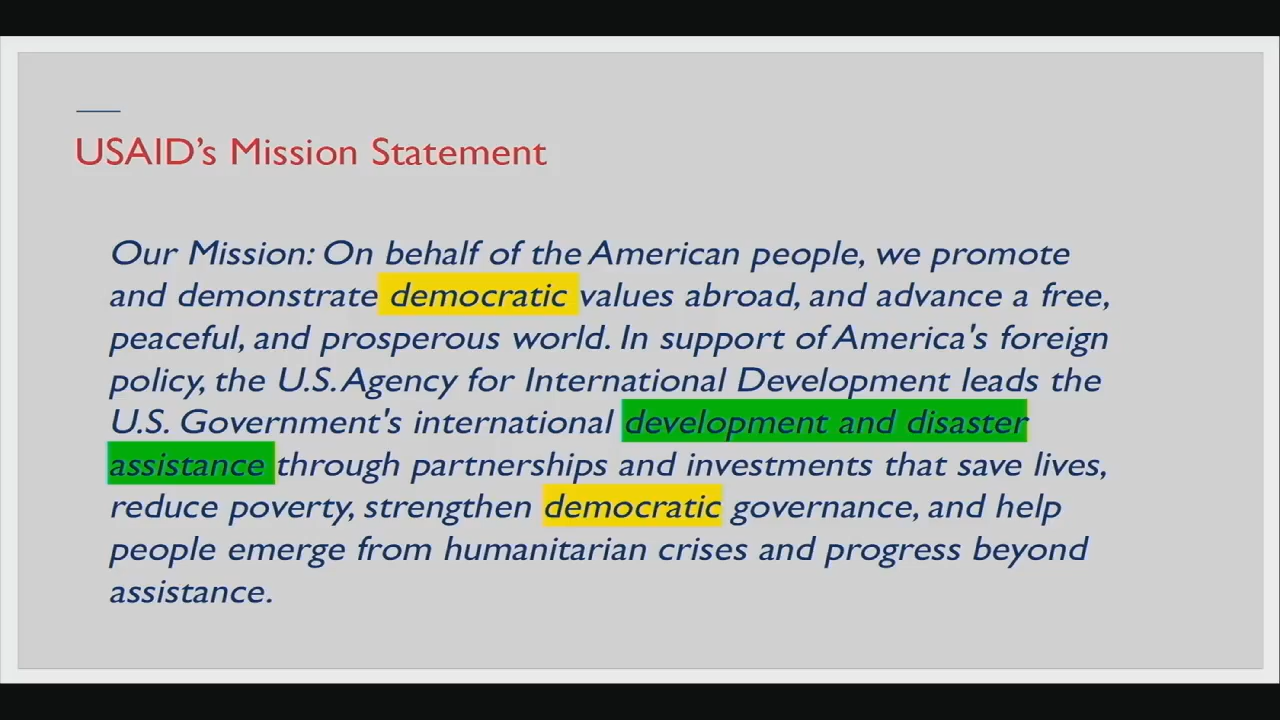 USAID’s Mission Statement
Our Mission: On behalf of the American people, we promote
and demonstrate democratic values abroad, and advance a free,
peaceful, and prosperous world. In support of America's foreign
policy, the U.S. Agency for International Development leads the
U.S. Government's international development and disaster
assistance through partnerships and investments that save lives,
reduce poverty, strengthen democratic governance, and help
people emerge from humanitarian crises and progress beyond
assistance.